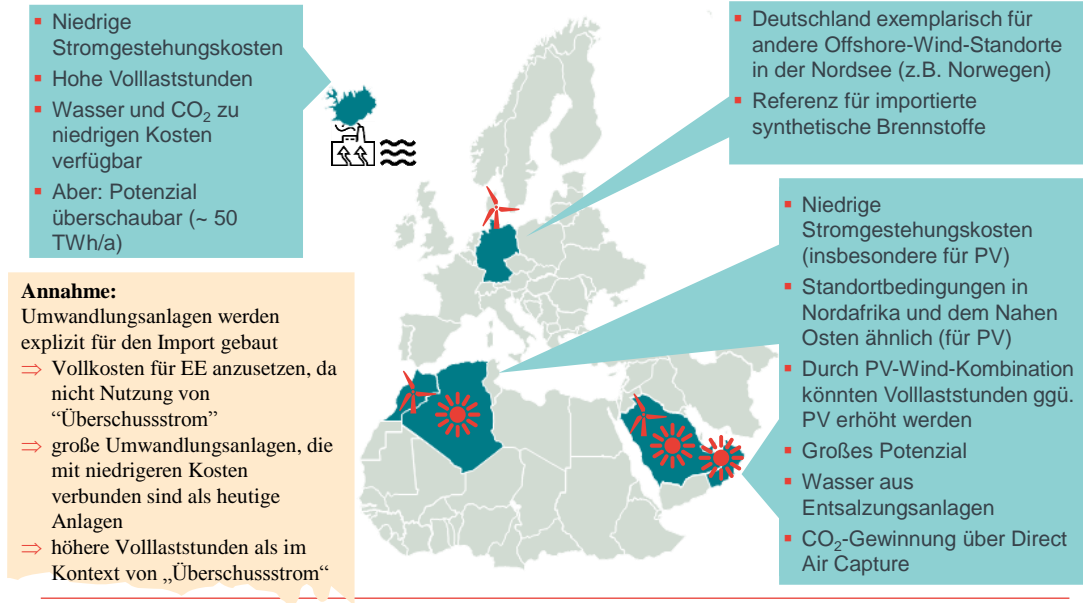 ▪ Niedrige
Stromgestehungskosten
▪ Hohe Volllaststunden
▪ Wasser und CO₂ zu
niedrigen Kosten
verfügbar
▪ Aber: Potenzial
überschaubar (~ 50
TWh/a)
▪ Deutschland exemplarisch für
andere Offshore-Wind-Standorte
in der Nordsee (z.B. Norwegen)
▪ Referenz für importierte
synthetische Brennstoffe
Annahme:
Umwandlungsanlagen werden
explizit für den Import gebaut
⇒ Vollkosten für EE anzusetzen, da
nicht Nutzung von
“Überschussstrom”
⇒ große Umwandlungsanlagen, die
mit niedrigeren Kosten
verbunden sind als heutige
Anlagen
⇒ höhere Volllaststunden als im
Kontext von „Überschussstrom“
▪ Niedrige
Stromgestehungskosten
(insbesondere für PV)
▪ Standortbedingungen in
Nordafrika und dem Nahen
Osten ähnlich (für PV)
▪ Durch PV-Wind-Kombination
könnten Volllaststunden ggü.
PV erhöht werden
▪ Großes Potenzial
▪ Wasser aus
Entsalzungsanlagen
▪ CO₂-Gewinnung über Direct
Air Capture